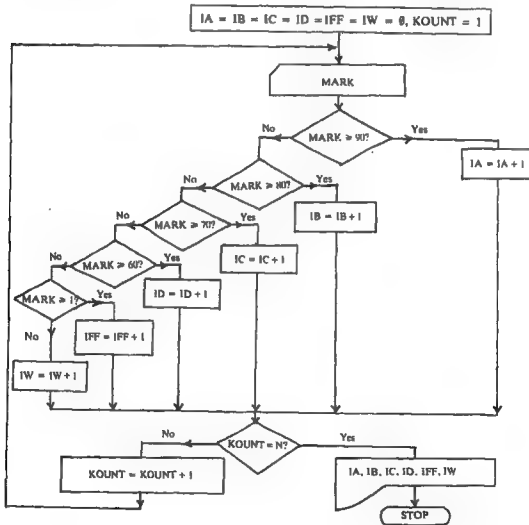 IA = IB = IC = ID = IFF = IW = 0, KOUNT = 1
MARK
No
MARK ≥ 90?
Yes
IA = IA + 1
No
MARK ≥ 80?
Yes
IB = IB + 1
No
MARK ≥ 70?
Yes
IC = IC + 1
No
MARK ≥ 60?
Yes
ID = ID + 1
MARK ≥ 1?
Yes
No
IFF = IFF + 1
IW = IW + 1
No
KOUNT = N?
Yes
KOUNT = KOUNT + 1
IA, IB, IC, ID, IFF, IW
STOP